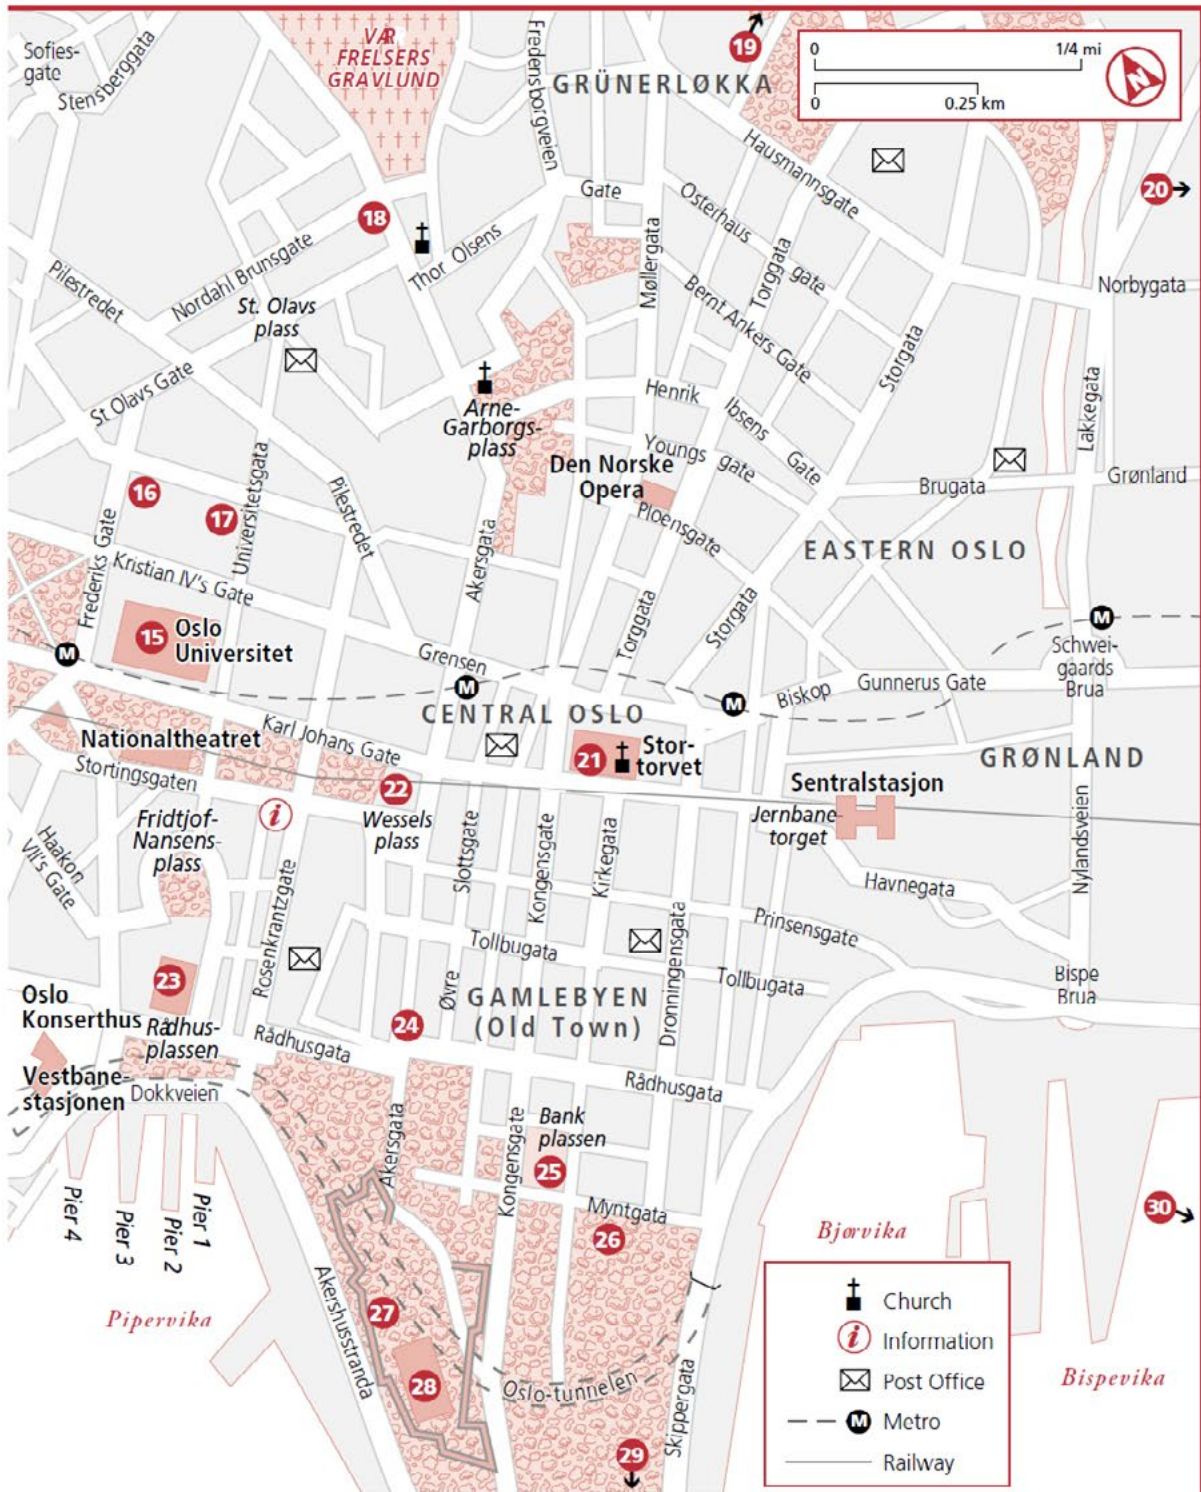 VÅR
FRELSERS
GRAVLUND
Sofies-
gate
Stensberggata
Fredensborgveien
19
GRÜNERLØKKA
0
1/4 mi
0
0.25 km
N
Hausmannsgate
20
18
Gate
Osterhaus
gate
Thor Olsens
Nordahl Brunsgate
Pilestredet
St. Olavs
plass
Møllergata
Torggata
Bernt Ankers Gate
Storgata
Norbygata
St Olavs Gate
Arne-
Garborgs-
plass
Henrik
Ibsens
Gate
Lakkegata
Youngs gate
Den Norske
Opera
Brugata
Grønland
16
17
Universitetsgata
Pilestredet
Ploensgate
EASTERN OSLO
Frederiks Gate
Kristian IV's Gate
Akersgata
Torggata
Storgata
15
Oslo
Universitet
M
M
M
M
Grensen
Schwei-
gaards
Brua
Biskop
Gunnerus Gate
CENTRAL OSLO
Karl Johans Gate
Nationaltheatret
21
Stor-
torvet
GRØNLAND
Stortingsgaten
22
Wessels
plass
Sentralstasjon
Jernbane-
torget
i
Fridtjof-
Nansens-
plass
Haakon
VII's Gate
Slottsgate
Kongensgate
Kirkegata
Havnegata
Nylandsveien
Rosenkrantzgate
Prinsensgate
Tollbugata
Tollbugata
Dronningensgata
Øvre
Bispe
Brua
23
Oslo
Konserthus
Rådhus-
plassen
GAMLEBYEN
(Old Town)
24
Rådhusgata
Rådhusgata
Vestbane-
stasjonen
Dokkveien
Akersgata
Kongensgate
Bank
plassen
25
Pier 4
Pier 3
Pier 2
Pier 1
Myntgata
26
Bjørvika
30
Pipervika
Akershusstranda
27
28
Oslo-tunnelen
Skippergata
29
Bispevika
Church
i Information
Post Office
M Metro
Railway